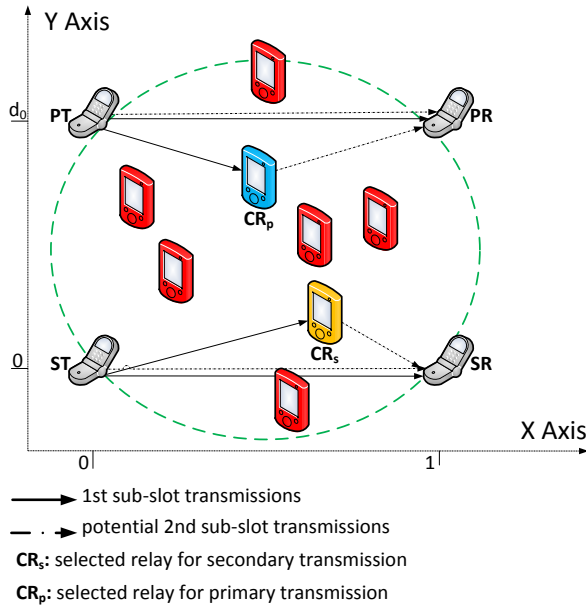 Y Axis
d0
PT
PR
CRp
CRs
0
ST
SR
X Axis
0
1
1st sub-slot transmissions
potential 2nd sub-slot transmissions
CRs: selected relay for secondary transmission
CRp: selected relay for primary transmission